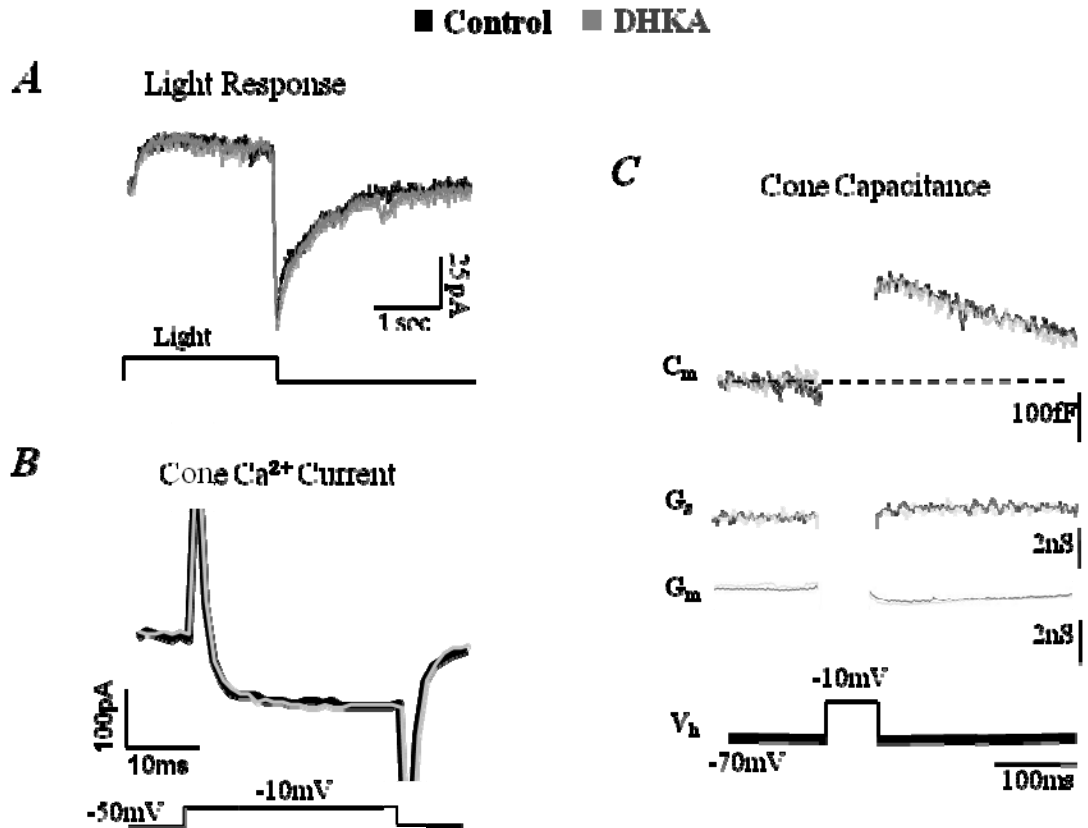 Control DHKA
A
Light Response
25pA
1 sec
Light
B
Cone Ca²⁺ Current
100pA
10ms
-10mV
-50mV
C
Cone Capacitance
Cm
100fF
Gs
2nS
Gm
2nS
-10mV
Vh
-70mV
100ms